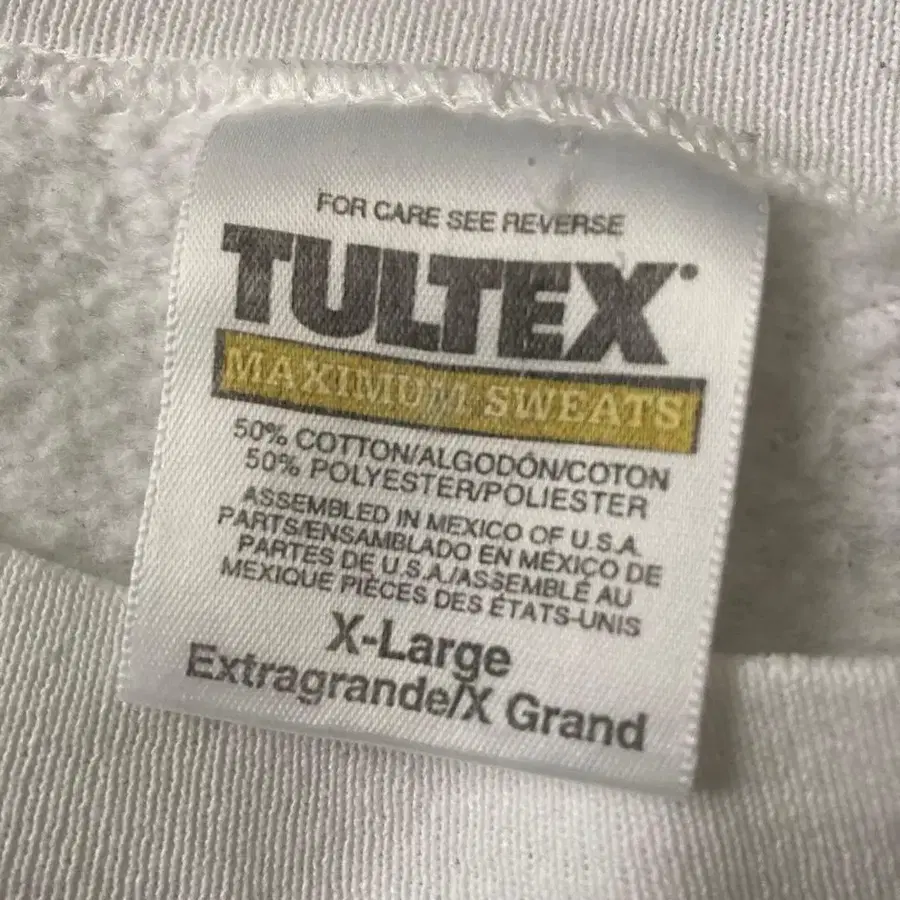 FOR CARE SEE REVERSE
TULTEX
MAXIMUM SWEATS
50% COTTON/ALGODÓN/COTON
50% POLYESTER/POLIESTER
ASSEMBLED IN MEXICO OF U.S.A.
PARTS/ENSAMBLADO EN MÉXICO DE
PARTES DE U.S.A./ASSEMBLÉ AU
MEXIQUE PIÈCES DES ÉTATS-UNIS
X-Large
Extragrande/X Grand